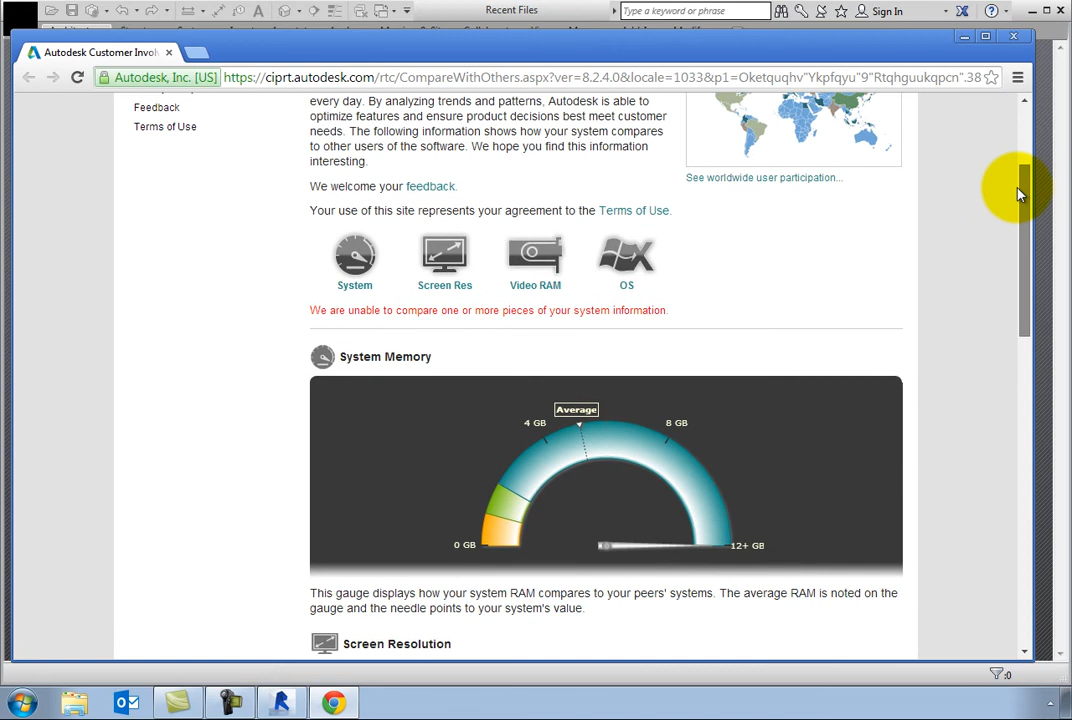 Recent Files
Type a keyword or phrase
Sign In
Autodesk Customer Invol
Autodesk, Inc. [US]
https://ciprt.autodesk.com/rtc/CompareWithOthers.aspx?ver=8.2.4.0&locale=1033&p1=Oketquqhv"Ykpfqyu"9"Rtqhguukqpcn".38
Feedback
Terms of Use
every day. By analyzing trends and patterns, Autodesk is able to
optimize features and ensure product decisions best meet customer
needs. The following information shows how your system compares
to other users of the software. We hope you find this information
interesting.
See worldwide user participation...
We welcome your feedback.
Your use of this site represents your agreement to the Terms of Use.
System
Screen Res
Video RAM
OS
We are unable to compare one or more pieces of your system information.
System Memory
Average
4 GB
8 GB
0 GB
12+ GB
This gauge displays how your system RAM compares to your peers' systems. The average RAM is noted on the
gauge and the needle points to your system's value.
Screen Resolution
:0